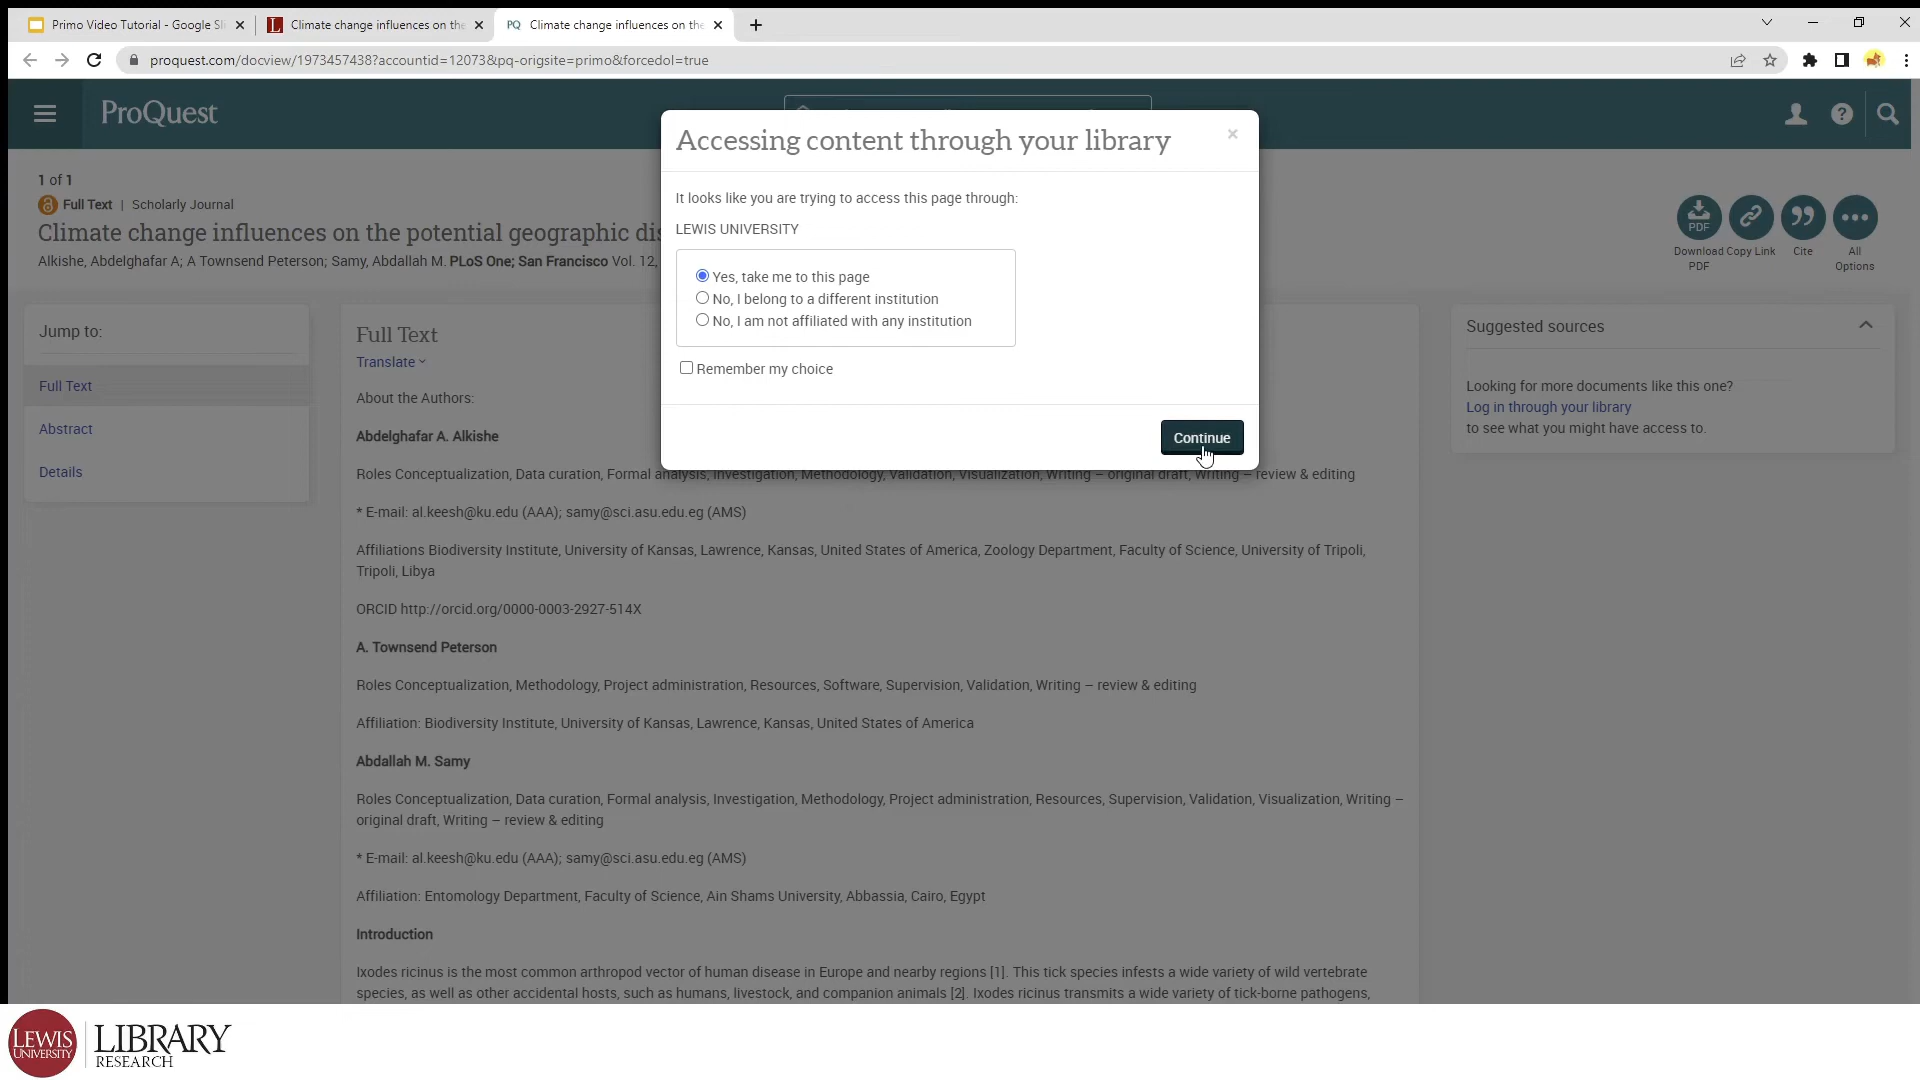 Primo Video Tutorial - Google Sli
Climate change influences on the
PQ Climate change influences on the
proquest.com/docview/1973457438?accountid=12073&pq-origsite=primo&forcedol=true
ProQuest
Accessing content through your library
It looks like you are trying to access this page through:
LEWIS UNIVERSITY
Yes, take me to this page
No, I belong to a different institution
No, I am not affiliated with any institution
Remember my choice
Continue
1 of 1
Full Text | Scholarly Journal
Climate change influences on the potential geographic dis
Alkishe, Abdelghafar A; A Townsend Peterson; Samy, Abdallah M. PLoS One; San Francisco Vol. 12,
PDF
Download PDF
Copy Link
Cite
All Options
Jump to:
Full Text
Abstract
Details
Full Text
Translate
About the Authors:
Abdelghafar A. Alkishe
Roles Conceptualization, Data curation, Formal analysis, Investigation, Methodology, Validation, Visualization, Writing – original draft, Writing – review & editing
* E-mail: al.keesh@ku.edu (AAA); samy@sci.asu.edu.eg (AMS)
Affiliations Biodiversity Institute, University of Kansas, Lawrence, Kansas, United States of America, Zoology Department, Faculty of Science, University of Tripoli,
Tripoli, Libya
ORCID http://orcid.org/0000-0003-2927-514X
A. Townsend Peterson
Roles Conceptualization, Methodology, Project administration, Resources, Software, Supervision, Validation, Writing – review & editing
Affiliation: Biodiversity Institute, University of Kansas, Lawrence, Kansas, United States of America
Abdallah M. Samy
Roles Conceptualization, Data curation, Formal analysis, Investigation, Methodology, Project administration, Resources, Supervision, Validation, Visualization, Writing –
original draft, Writing – review & editing
* E-mail: al.keesh@ku.edu (AAA); samy@sci.asu.edu.eg (AMS)
Affiliation: Entomology Department, Faculty of Science, Ain Shams University, Abbassia, Cairo, Egypt
Introduction
Ixodes ricinus is the most common arthropod vector of human disease in Europe and nearby regions [1]. This tick species infests a wide variety of wild vertebrate
species, as well as other accidental hosts, such as humans, livestock, and companion animals [2]. Ixodes ricinus transmits a wide variety of tick-borne pathogens,
Suggested sources
Looking for more documents like this one?
Log in through your library
to see what you might have access to.
LEWIS
UNIVERSITY
LIBRARY
RESEARCH